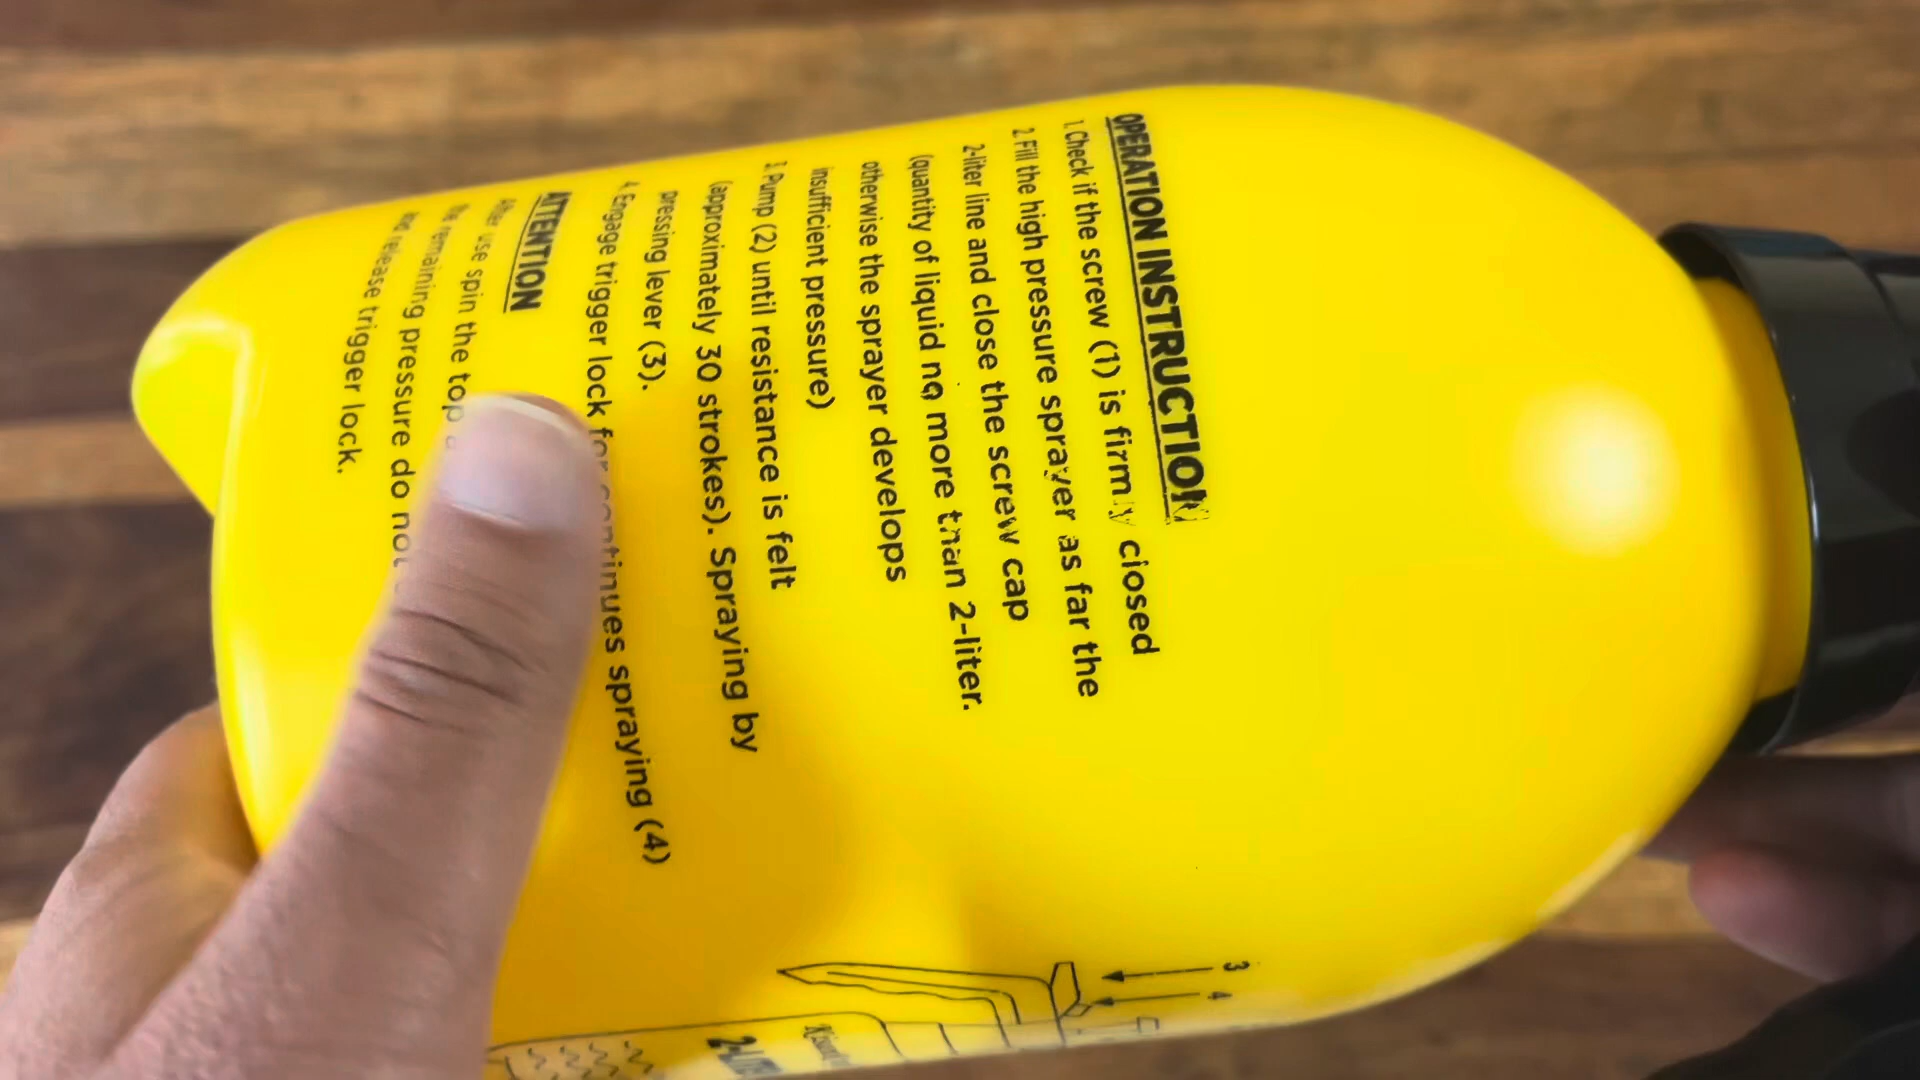 OPERATION INSTRUCTION
1. Check if the screw (1) is firmly closed
2. Fill the high pressure sprayer as far the
2-liter line and close the screw cap
(quantity of liquid no more than 2-liter.
otherwise the sprayer develops
insufficient pressure)
3. Pump (2) until resistance is felt
(approximately 30 strokes). Spraying by
pressing lever (3).
4. Engage trigger lock for continues spraying (4)
ATTENTION
After use spin the top
the remaining pressure do not
and release trigger lock.
3
4